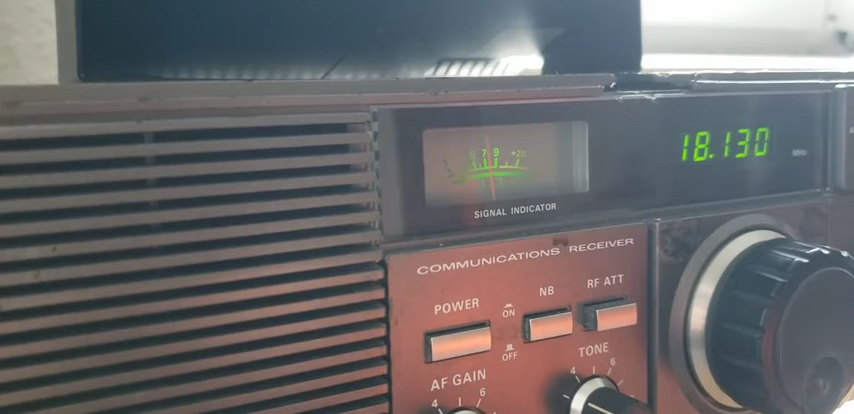 5 7 9 +20
18.130
MHz
SIGNAL INDICATOR
COMMUNICATIONS RECEIVER
POWER
ON
OFF
NB
RF ATT
AF GAIN
4 6
TONE
4 6